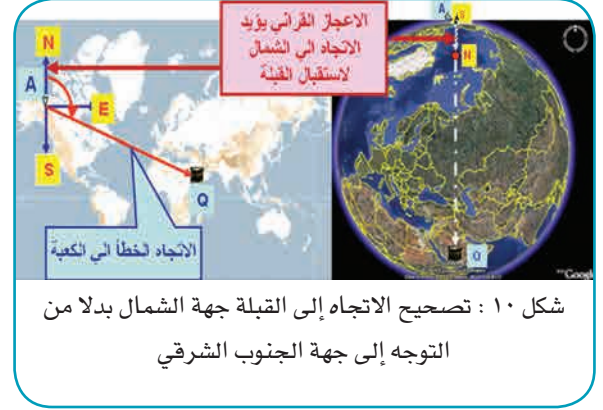 الاعجاز القراني يؤيد
الاتجاه الى الشمال
لاستقبال القبلة
N
A
E
S
Q
الاتجاه الخطأ الى الكعبة
A
N
Q
Google
شكل ١٠ : تصحيح الاتجاه إلى القبلة جهة الشمال بدلا من
التوجه إلى جهة الجنوب الشرقي